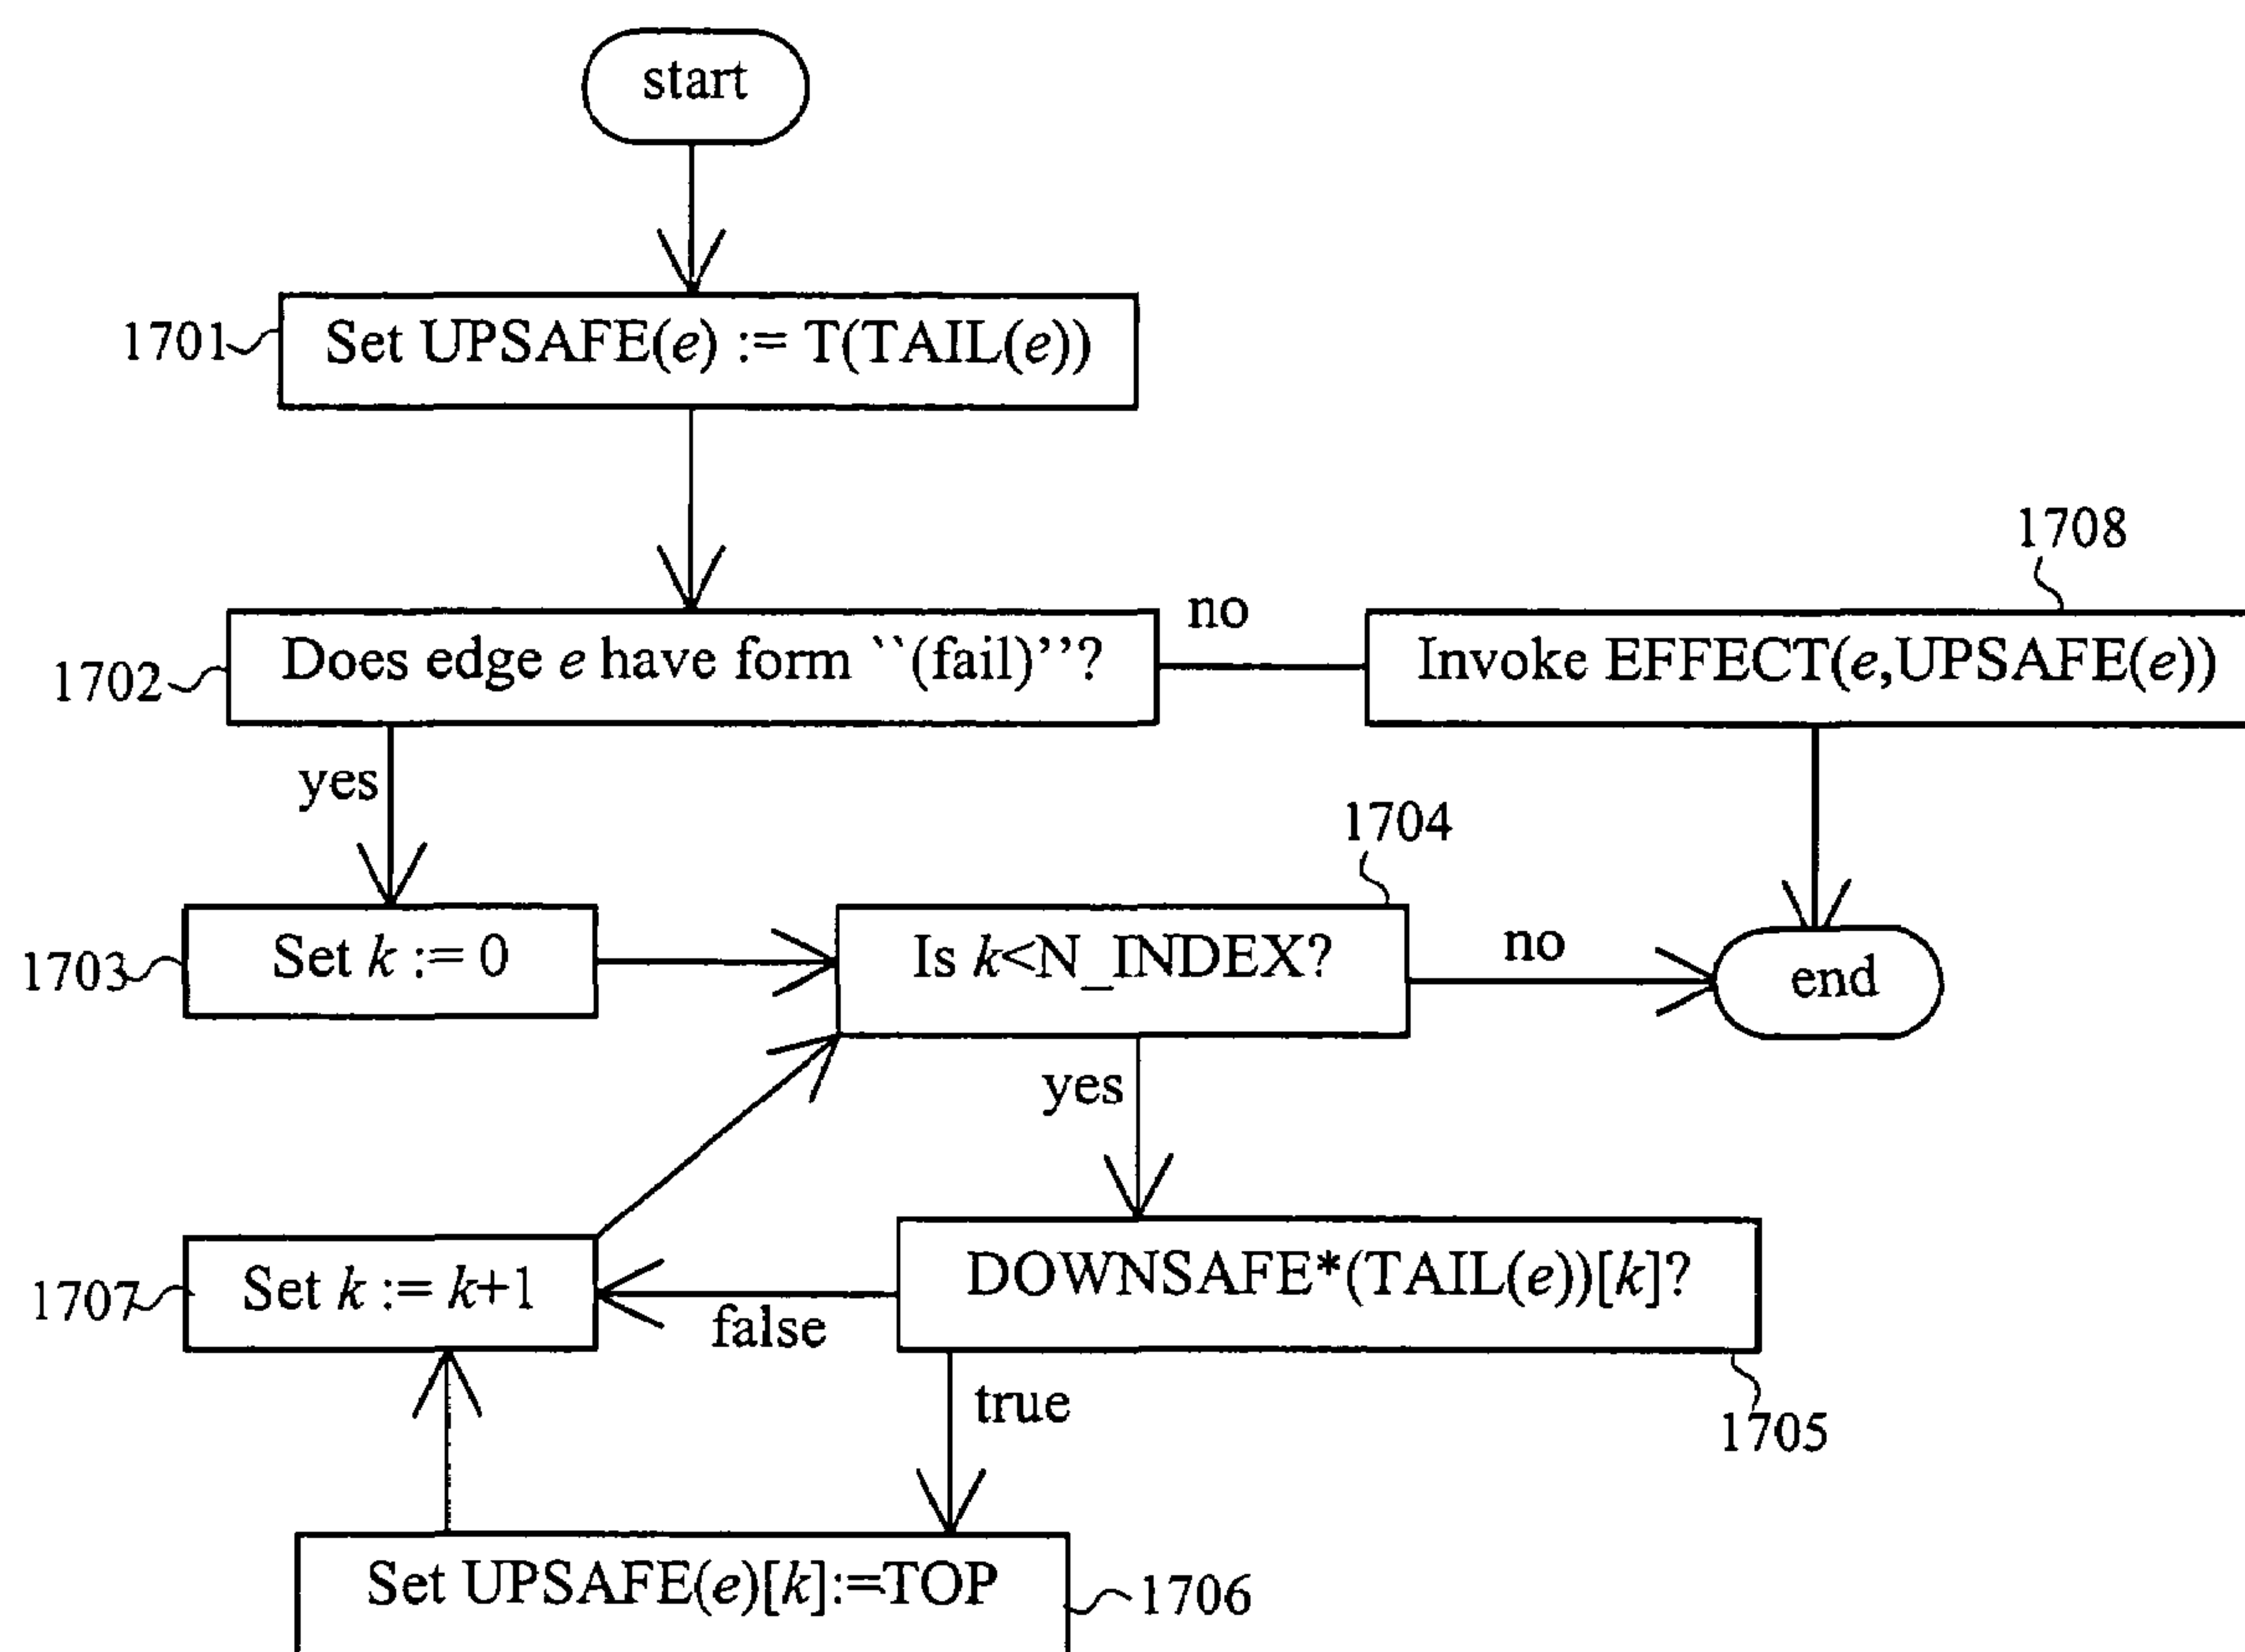 start
1701
Set UPSAFE(e) := T(TAIL(e))
1708
1702
Does edge e have form ``(fail)''?
no
Invoke EFFECT(e,UPSAFE(e))
yes
1704
1703
Set k := 0
Is k<N_INDEX?
no
end
yes
1707
Set k := k+1
false
DOWNSAFE*(TAIL(e))[k]?
true
1705
Set UPSAFE(e)[k]:=TOP
1706